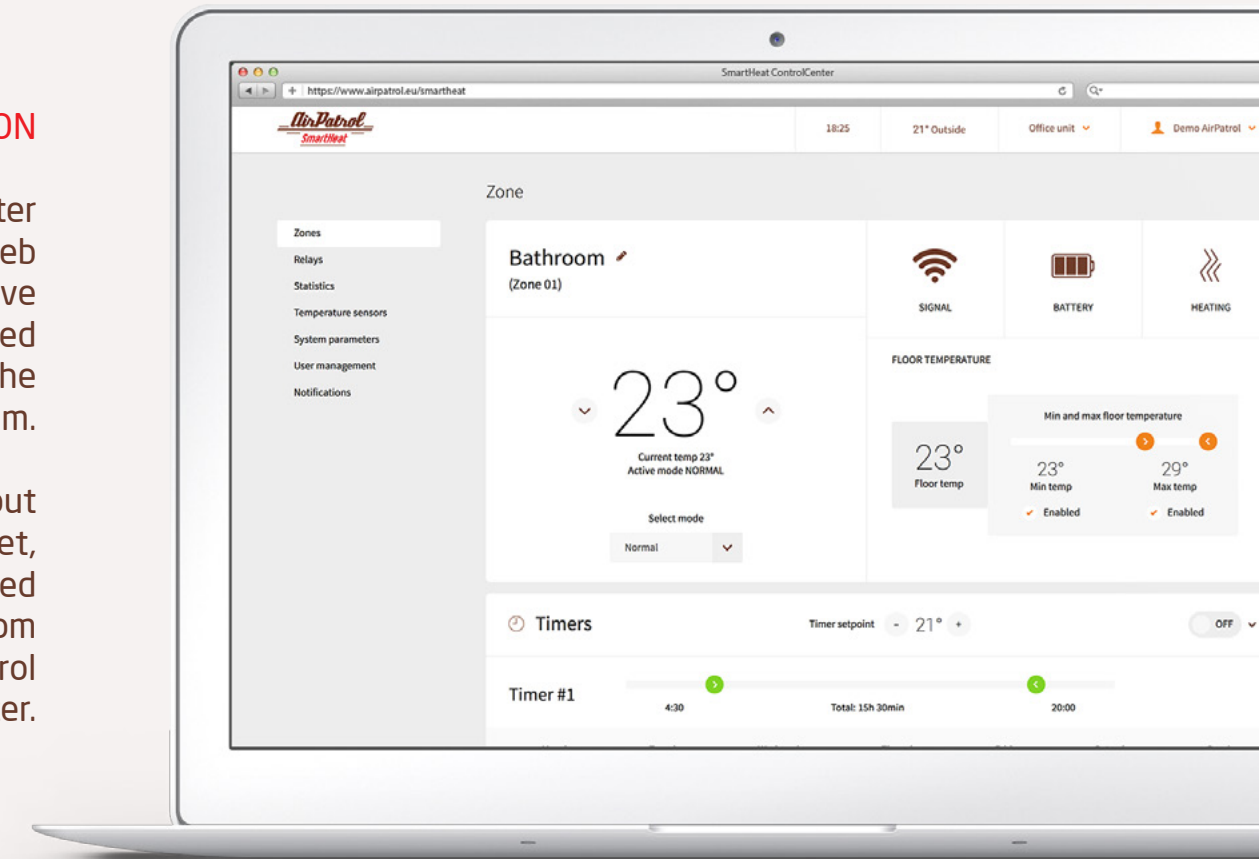 ON
ter
eb
ve
ed
he
m.
out
et,
ed
om
rol
er.
SmartHeat ControlCenter
https://www.airpatrol.eu/smartheat
AirPatrol
SmartHeat
18:25
21° Outside
Office unit
Demo AirPatrol
Zone
Zones
Relays
Statistics
Temperature sensors
System parameters
User management
Notifications
Bathroom
(Zone 01)
SIGNAL
BATTERY
HEATING
23°
Current temp 23°
Active mode NORMAL
Select mode
Normal
FLOOR TEMPERATURE
23°
Floor temp
Min and max floor temperature
23°
Min temp
Enabled
29°
Max temp
Enabled
Timers
Timer setpoint - 21° +
OFF
Timer #1
4:30
Total: 15h 30min
20:00